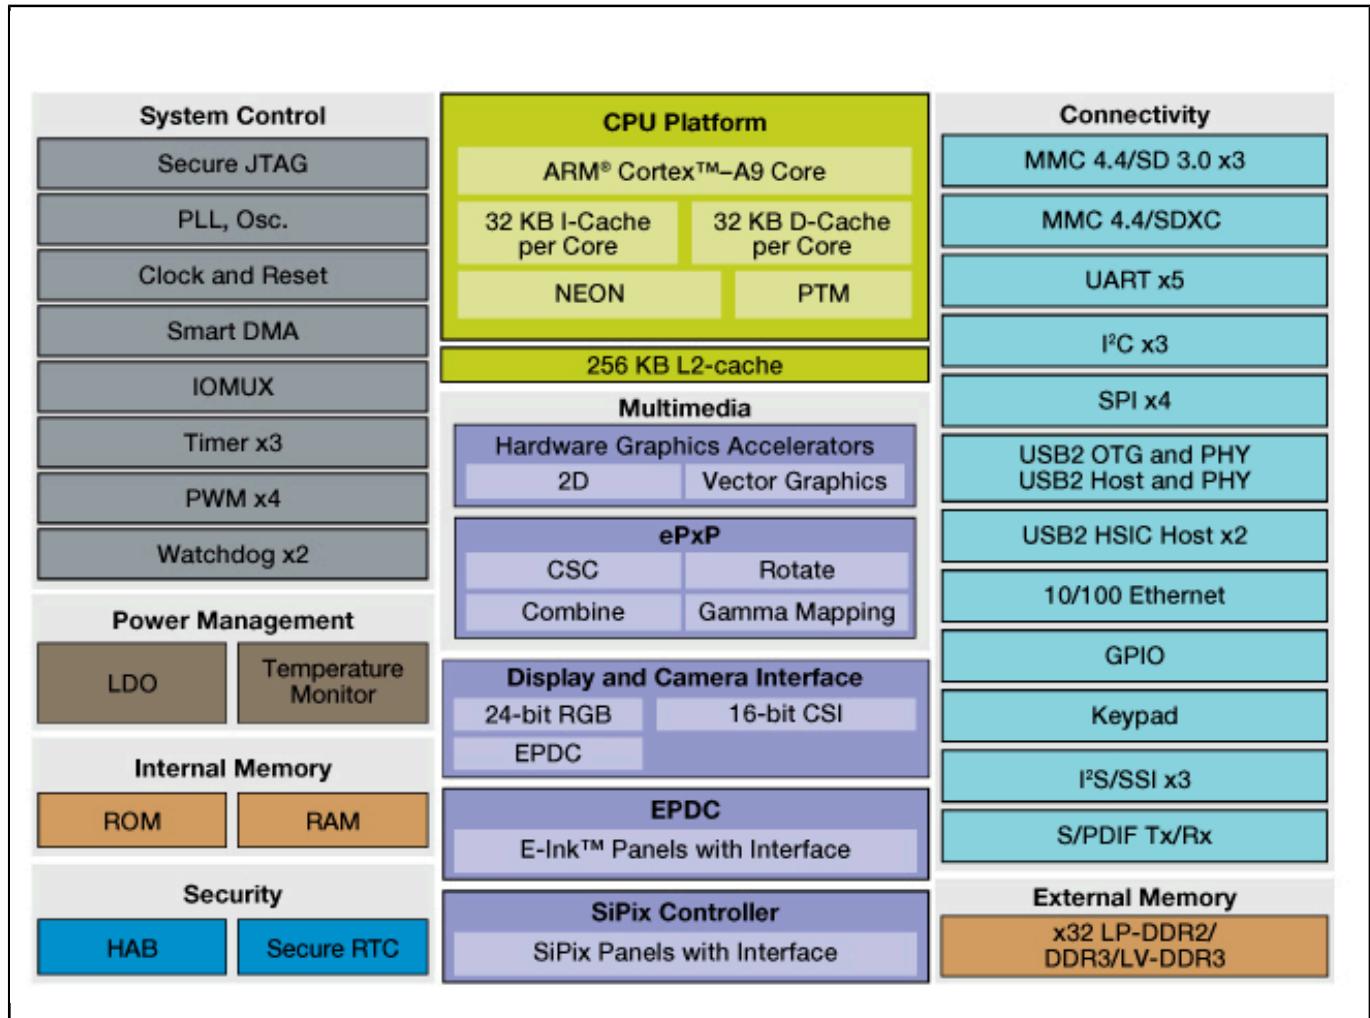 System Control
Secure JTAG
PLL, Osc.
Clock and Reset
Smart DMA
IOMUX
Timer x3
PWM x4
Watchdog x2
Power Management
LDO
Temperature
Monitor
Internal Memory
ROM
RAM
Security
HAB
Secure RTC
CPU Platform
ARM® Cortex™–A9 Core
32 KB I-Cache
per Core
32 KB D-Cache
per Core
NEON
PTM
256 KB L2-cache
Multimedia
Hardware Graphics Accelerators
2D
Vector Graphics
ePxP
CSC
Rotate
Combine
Gamma Mapping
Display and Camera Interface
24-bit RGB
16-bit CSI
EPDC
EPDC
E-Ink™ Panels with Interface
SiPix Controller
SiPix Panels with Interface
Connectivity
MMC 4.4/SD 3.0 x3
MMC 4.4/SDXC
UART x5
I²C x3
SPI x4
USB2 OTG and PHY
USB2 Host and PHY
USB2 HSIC Host x2
10/100 Ethernet
GPIO
Keypad
I²S/SSI x3
S/PDIF Tx/Rx
External Memory
x32 LP-DDR2/
DDR3/LV-DDR3